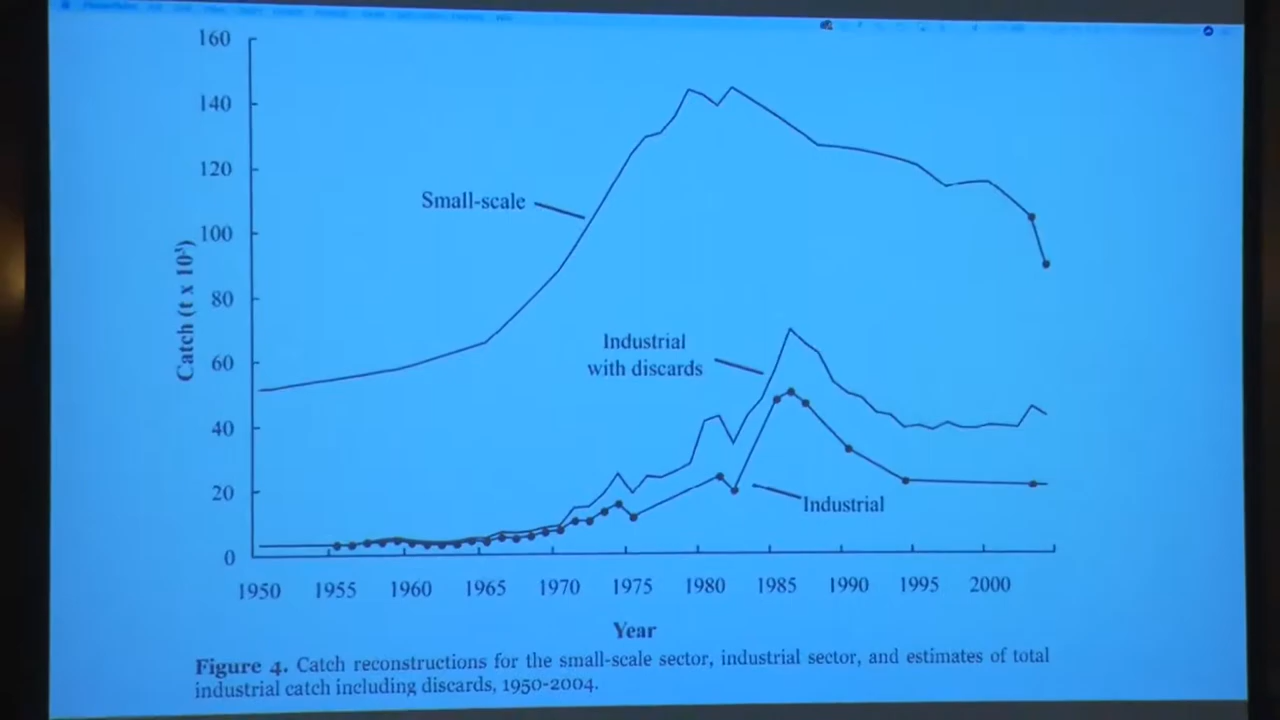 160
140
120
100
80
60
40
20
0
Catch (t x 10³)
Small-scale
Industrial
with discards
Industrial
1950 1955 1960 1965 1970 1975 1980 1985 1990 1995 2000
Year
Figure 4. Catch reconstructions for the small-scale sector, industrial sector, and estimates of total
industrial catch including discards, 1950-2004.